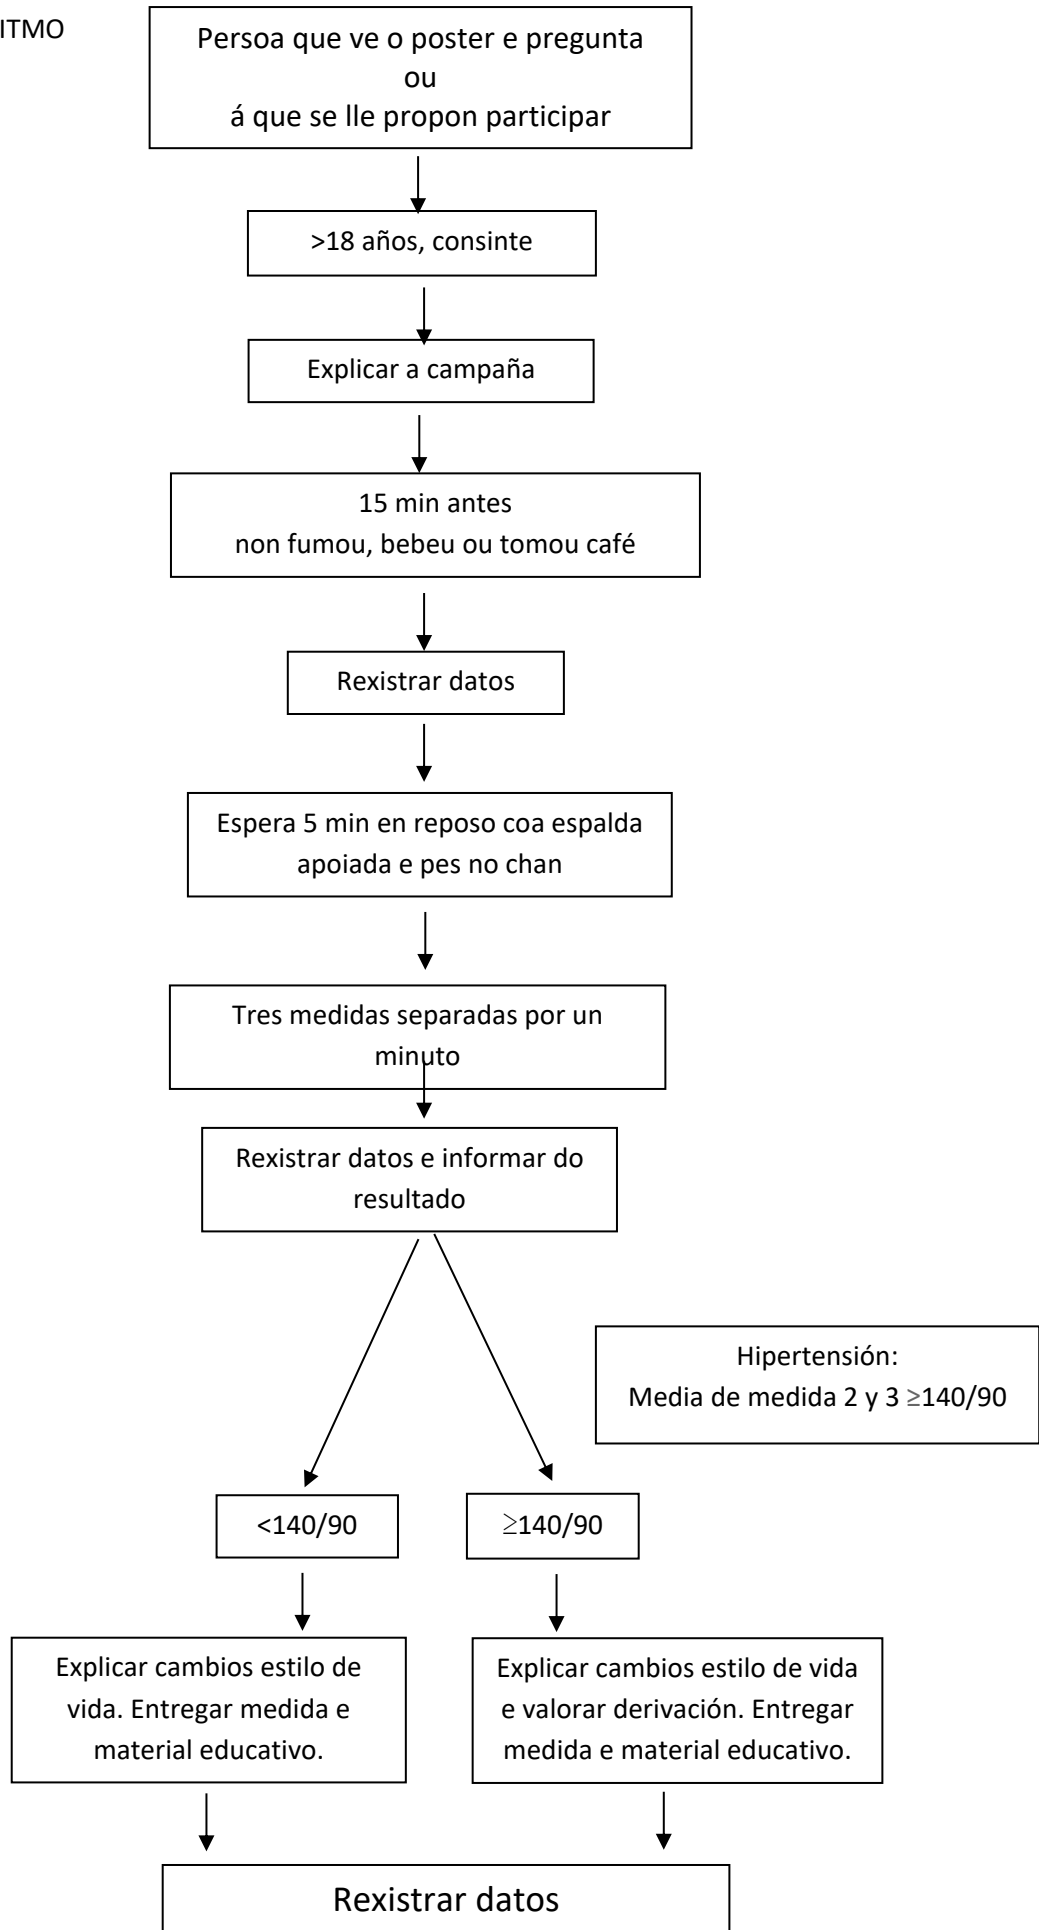 ITMO
Persoa que ve o poster e pregunta
ou
á que se lle propon participar
>18 años, consinte
Explicar a campaña
15 min antes
non fumou, bebeu ou tomou café
Rexistrar datos
Espera 5 min en reposo coa espalda
apoiada e pes no chan
Tres medidas separadas por un
minuto
Rexistrar datos e informar do
resultado
Hipertensión:
Media de medida 2 y 3 ≥140/90
<140/90
≥140/90
Explicar cambios estilo de
vida. Entregar medida e
material educativo.
Explicar cambios estilo de vida
e valorar derivación. Entregar
medida e material educativo.
Rexistrar datos